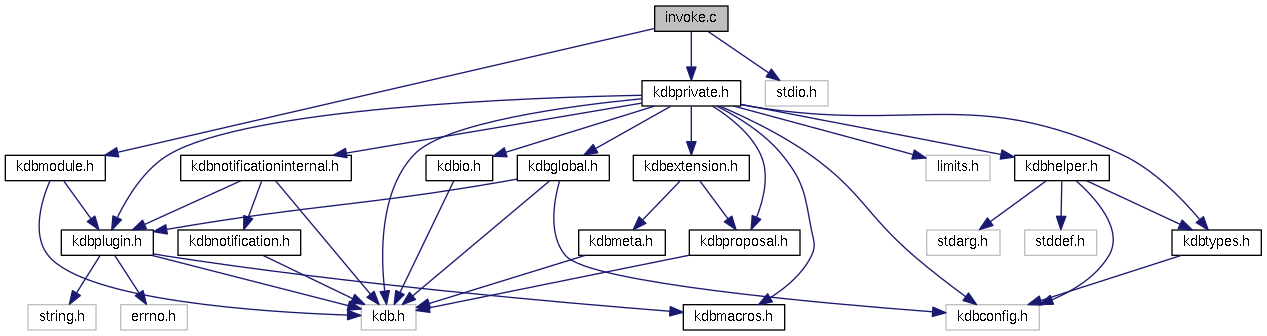 invoke.c
kdbprivate.h
stdio.h
kdbmodule.h
kdbnotificationinternal.h
kdbio.h
kdbglobal.h
kdbextension.h
limits.h
kdbhelper.h
kdbplugin.h
kdbnotification.h
kdbmeta.h
kdbproposal.h
stdarg.h
stddef.h
kdbtypes.h
string.h
errno.h
kdb.h
kdbmacros.h
kdbconfig.h